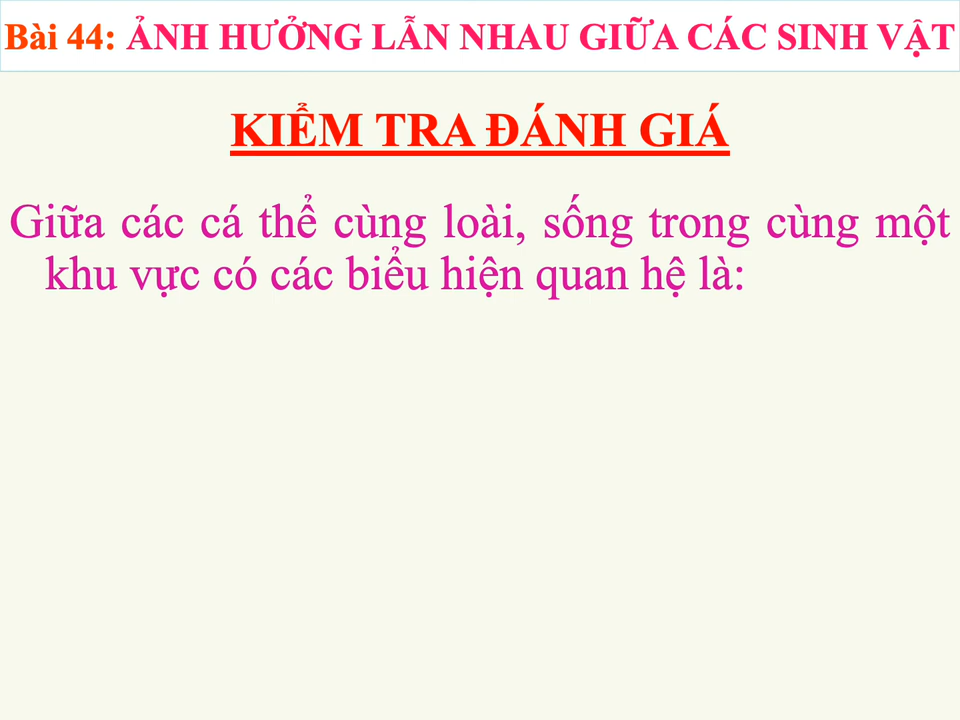 Bài 44: ẢNH HƯỞNG LẪN NHAU GIỮA CÁC SINH VẬT
KIỂM TRA ĐÁNH GIÁ
Giữa các cá thể cùng loài, sống trong cùng một
khu vực có các biểu hiện quan hệ là: